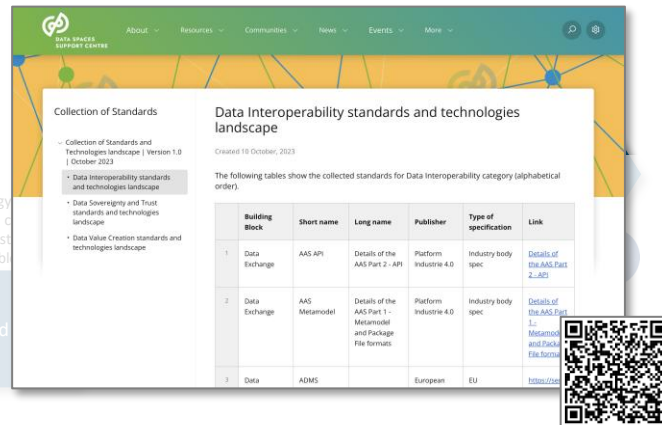 DATA SPACES
SUPPORT CENTRE
About
Resources
Communities
News
Events
More
Collection of Standards
Collection of Standards and
Technologies landscape | Version 1.0
| October 2023
• Data Interoperability standards
and technologies landscape
• Data Sovereignty and Trust
standards and technologies
landscape
• Data Value Creation standards and
technologies landscape
Data Interoperability standards and technologies
landscape
Created 10 October, 2023
The following tables show the collected standards for Data Interoperability category (alphabetical
order).
Building
Block
Short name
Long name
Publisher
Type of
specification
Link
1
Data
Exchange
AAS API
Details of the
AAS Part 2 - API
Platform
Industrie 4.0
Industry body
spec
Details of
the AAS Part
2 - API
2
Data
Exchange
AAS
Metamodel
Details of the
AAS Part 1 -
Metamodel
and Package
File formats
Platform
Industrie 4.0
Industry body
spec
Details of
the AAS Part
1 -
and
File
3
Data
ADMS
European
EU